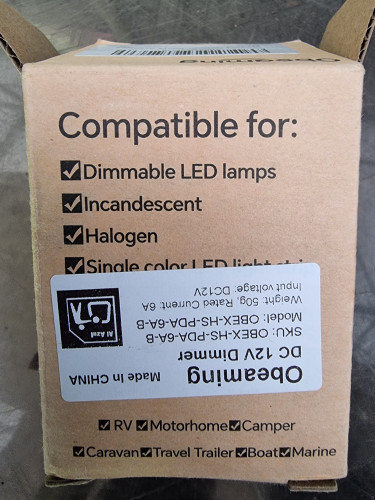 Obeaming
Compatible for:
Dimmable LED lamps
Incandescent
Halogen
Single color LED light stri
Obeaming Made In CHINA
DC 12V Dimmer
SKU: OBEX-HS-PDA-6A-B
Model: OBEX-HS-PDA-6A-B
Weight: 50g, Rated Current: 6A
Input voltage: DC12V
RV Motorhome Camper
Caravan Travel Trailer Boat Marine